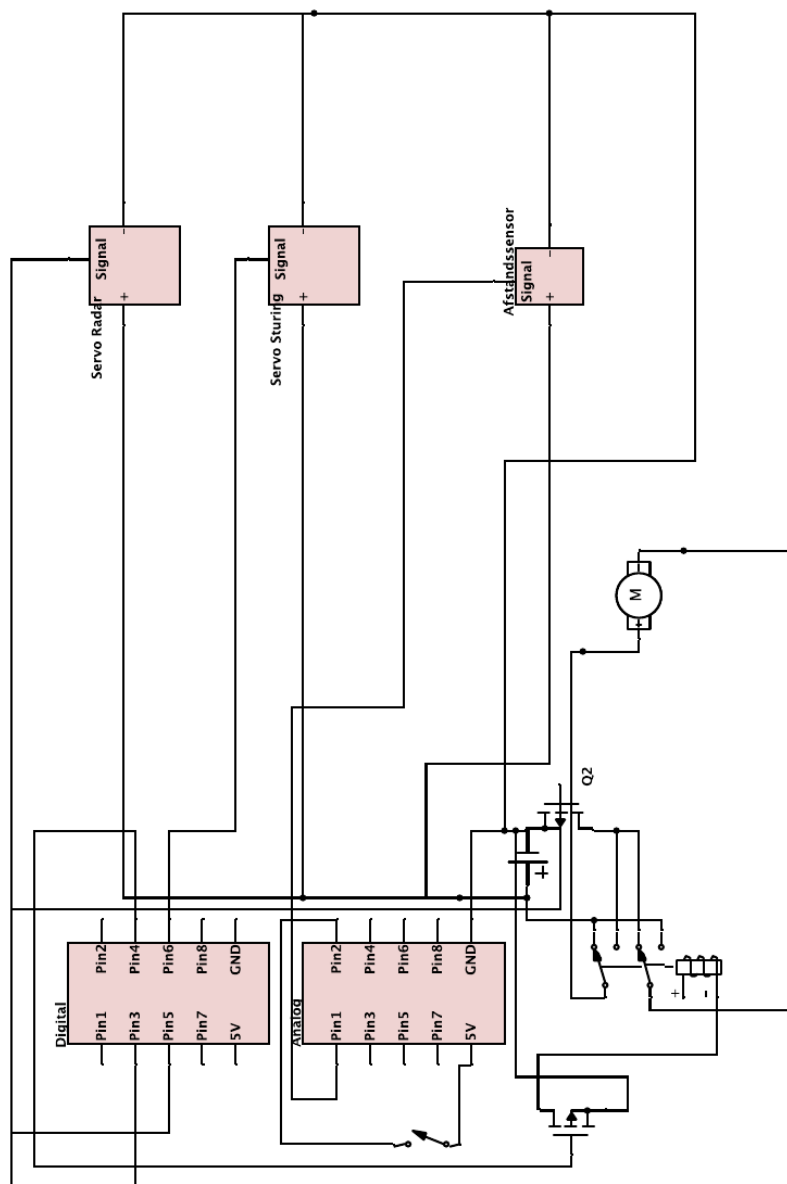 Signal
-
+
Servo Radar
Signal
-
+
Servo Sturing
Afstandssensor
Signal
-
+
M
+
Q2
+
Digital
Pin2
Pin4
Pin6
Pin8
GND
Pin1
Pin3
Pin5
Pin7
5V
Analog
Pin2
Pin4
Pin6
Pin8
GND
Pin1
Pin3
Pin5
Pin7
5V
+
-